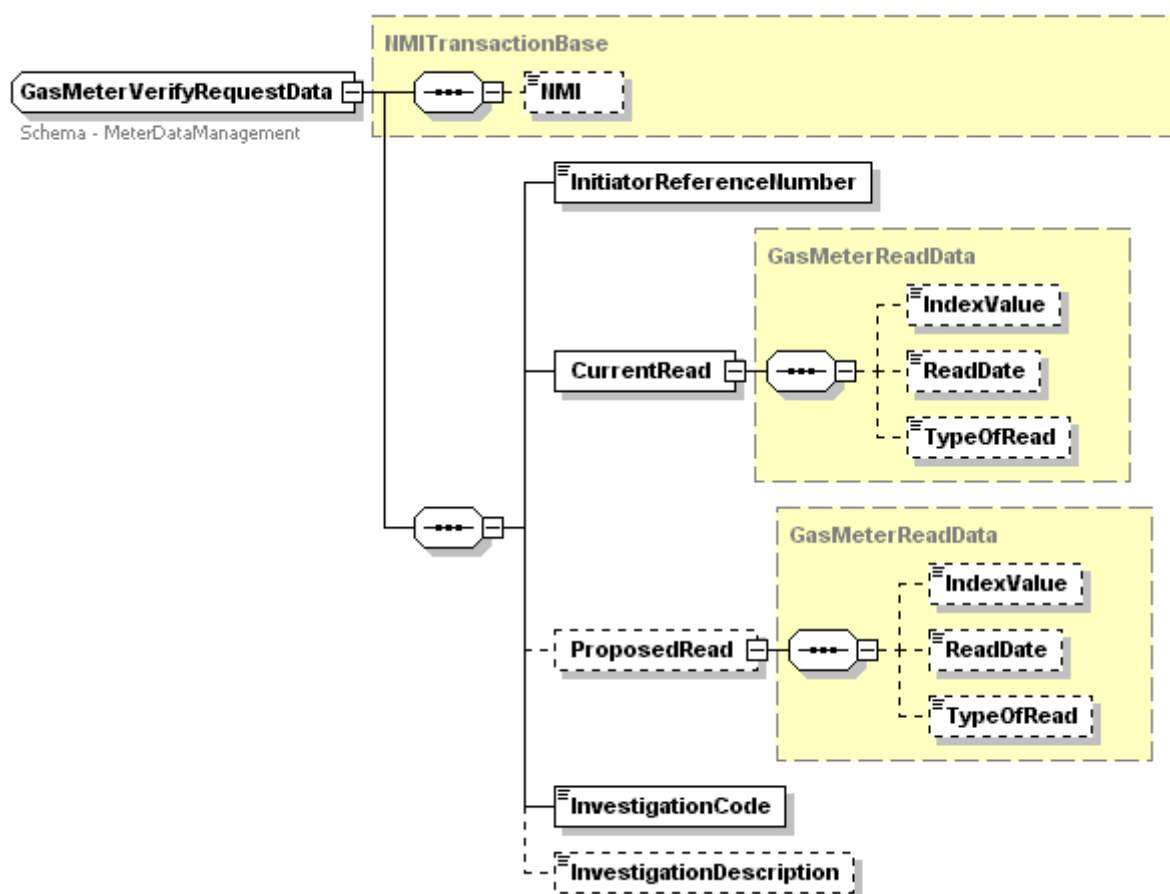 NMITransactionBase
GasMeterVerifyRequestData
NMI
Schema - MeterDataManagement
InitiatorReferenceNumber
GasMeterReadData
IndexValue
CurrentRead
ReadDate
TypeOfRead
GasMeterReadData
IndexValue
ProposedRead
ReadDate
TypeOfRead
InvestigationCode
InvestigationDescription